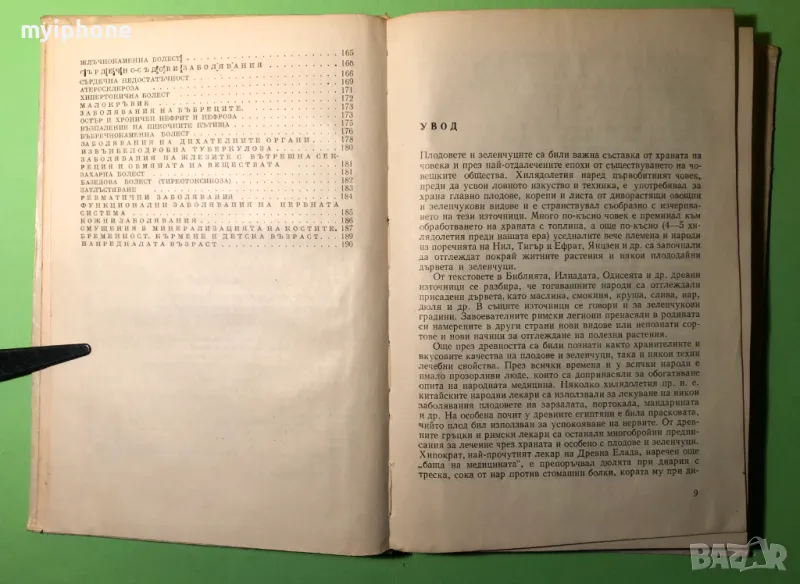 myiphone
ЖЛЪЧНОКАМЕННА БОЛЕСТ 165
СЪРДЕЧНО-СЪДОВИ ЗАБОЛЯВАНИЯ 166
СЪРДЕЧНА НЕДОСТАТЪЧНОСТ 166
АТЕРОСКЛЕРОЗА 169
ХИПЕРТОНИЧНА БОЛЕСТ 171
МАЛОКРЪВИЕ 172
ЗАБОЛЯВАНИЯ НА БЪБРЕЦИТЕ 173
ОСТЪР И ХРОНИЧЕН НЕФРИТ И НЕФРОЗА 173
ВЪЗПАЛЕНИЕ НА ПИКОЧНИТЕ ПЪТИЩА 175
БЪБРЕЧНОКАМЕННА БОЛЕСТ 176
ЗАБОЛЯВАНИЯ НА ДИХАТЕЛНИТЕ ОРГАНИ 178
ИЗВЪНБЕЛОДРОБНА ТУБЕРКУЛОЗА 180
ЗАБОЛЯВАНИЯ НА ЖЛЕЗИТЕ С ВЪТРЕШНА СЕК-
РЕЦИЯ И ОБМЯНАТА НА ВЕЩЕСТВАТА 181
ЗАХАРНА БОЛЕСТ 181
БАЗЕДОВА БОЛЕСТ (ТИРЕОТОКСИКОЗА) 182
ЗАТЛЪСТЯВАНЕ 183
РЕВМАТИЧНИ ЗАБОЛЯВАНИЯ 184
ФУНКЦИОНАЛНИ ЗАБОЛЯВАНИЯ НА НЕРВНАТА
СИСТЕМА 185
КОЖНИ ЗАБОЛЯВАНИЯ 186
СМУЩЕНИЯ В МИНЕРАЛИЗАЦИЯТА НА КОСТИТЕ 187
БРЕМЕННОСТ, КЪРМЕНЕ И ДЕТСКА ВЪЗРАСТ 189
НАПРЕДНАЛАТА ВЪЗРАСТ 190
УВОД
Плодовете и зеленчуците са били важна съставка от храната на
човека и през най-отдалечените епохи от съществуването на чо-
вешките общества. Хилядолетия наред първобитният човек,
преди да усвои ловното изкуство и техника, е употребявал за
храна главно плодове, корени и листа от диворастящи овощни
и зеленчукови видове и е странствувал съобразно с изчерпва-
нето на тези източници. Много по-късно човек е преминал към
обработването на храната с топлина, а още по-късно (4—5 хи-
лядолетия преди нашата ера) уседналите вече племена и народи
из поречията на Нил, Тигър и Ефрат, Янцзен и др. са започнали
да отглеждат покрай житните растения и някои плододайни
дървета и зеленчуци.
От текстовете в Библията, Илиадата, Одисеята и др. древни
източници се разбира, че тогавашните народи са отглеждали
присадени дървета, като маслина, смокиня, круша, слива, нар,
дюля и др. В същите източници се говори и за зеленчукови
градини. Завоевателните римски легиони пренасяли в родината
си намерените в други страни нови видове или непознати сор-
тове и нови начини за отглеждане на полезни растения.
Още през древността са били познати както хранителните и
вкусовите качества на плодове и зеленчуци, така и някои техни
лечебни свойства. През всички времена и у всички народи е
имало прозорливи люде, които са допринасяли за обогатяване
опита на народната медицина. Няколко хилядолетия пр. н. е.
китайските народни лекари са използвали за лекуване на някои
заболявания плодовете на зарзалата, портокала, мандарината
и др. На особена почит у древните египтяни е била прасковата,
чийто плод бил използван за успокояване на нервите. От древ-
ните гръцки и римски лекари са останали многобройни предпи-
сания за лечение чрез храната и особено с плодове и зеленчуци.
Хипократ, най-прочутият лекар на Древна Елада, наречен още
„баща на медицината“, е препоръчвал дюлята при диария с
треска, сока от нар против стомашни болки, кората му при ди-
9
BAZAR